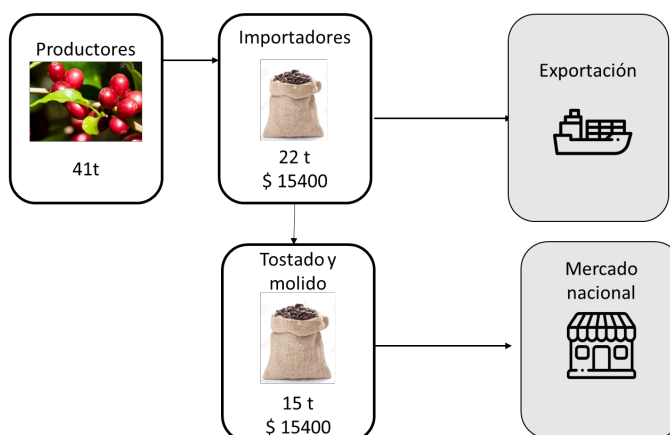 Productores
41t
Importadores
22 t
$ 15400
Exportación
Tostado y
molido
15 t
$ 15400
Mercado
nacional